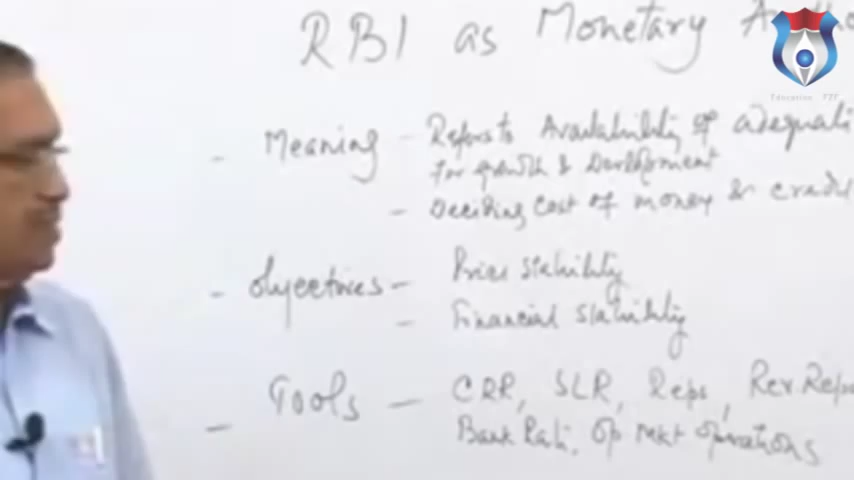 RBI as Monetary Autho
- Meaning - Refers to Availability of adequate
for growth & Development
- Deciding Cost of money & credit
- Objectives - Price stability
- Financial stability
- Tools - CRR, SLR, Repo, Rev.Repo
Bank Rate, Op Mkt Operations